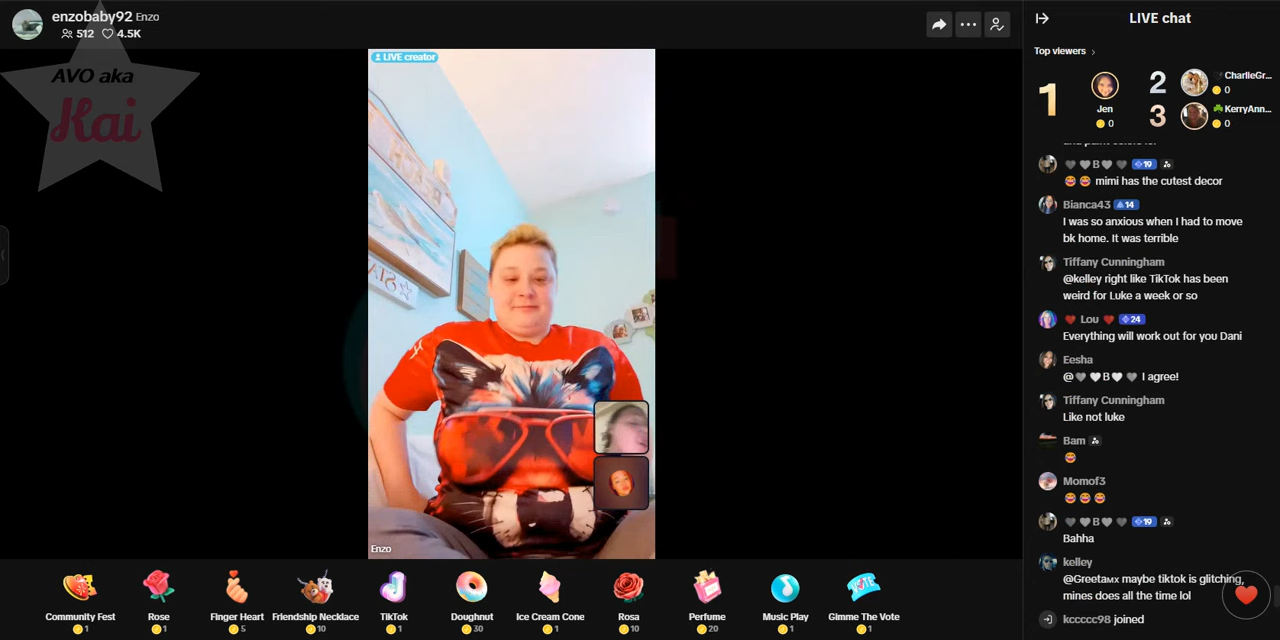 enzobaby92 Enzo
512 4.5K
AVO aka
Kai
LIVE creator
STA
Enzo
LIVE chat
Top viewers
1
Jen
0
2
CharlieGr...
0
3
KerryAnn...
0
B 19
mimi has the cutest decor
Bianca43 14
I was so anxious when I had to move
bk home. It was terrible
Tiffany Cunningham
@kelley right like TikTok has been
weird for Luke a week or so
Lou 24
Everything will work out for you Dani
Eesha
@🖤🤍B🤍🖤 I agree!
Tiffany Cunningham
Like not luke
Bam
Momof3
B 19
Bahha
kelley
@Greetaᴍx maybe tiktok is glitching,
mines does all the time lol
kccccc98 joined
Community Fest
1
Rose
1
Finger Heart
5
Friendship Necklace
10
TikTok
1
Doughnut
30
Ice Cream Cone
1
Rosa
10
Perfume
20
Music Play
1
VOTE
Gimme The Vote
1